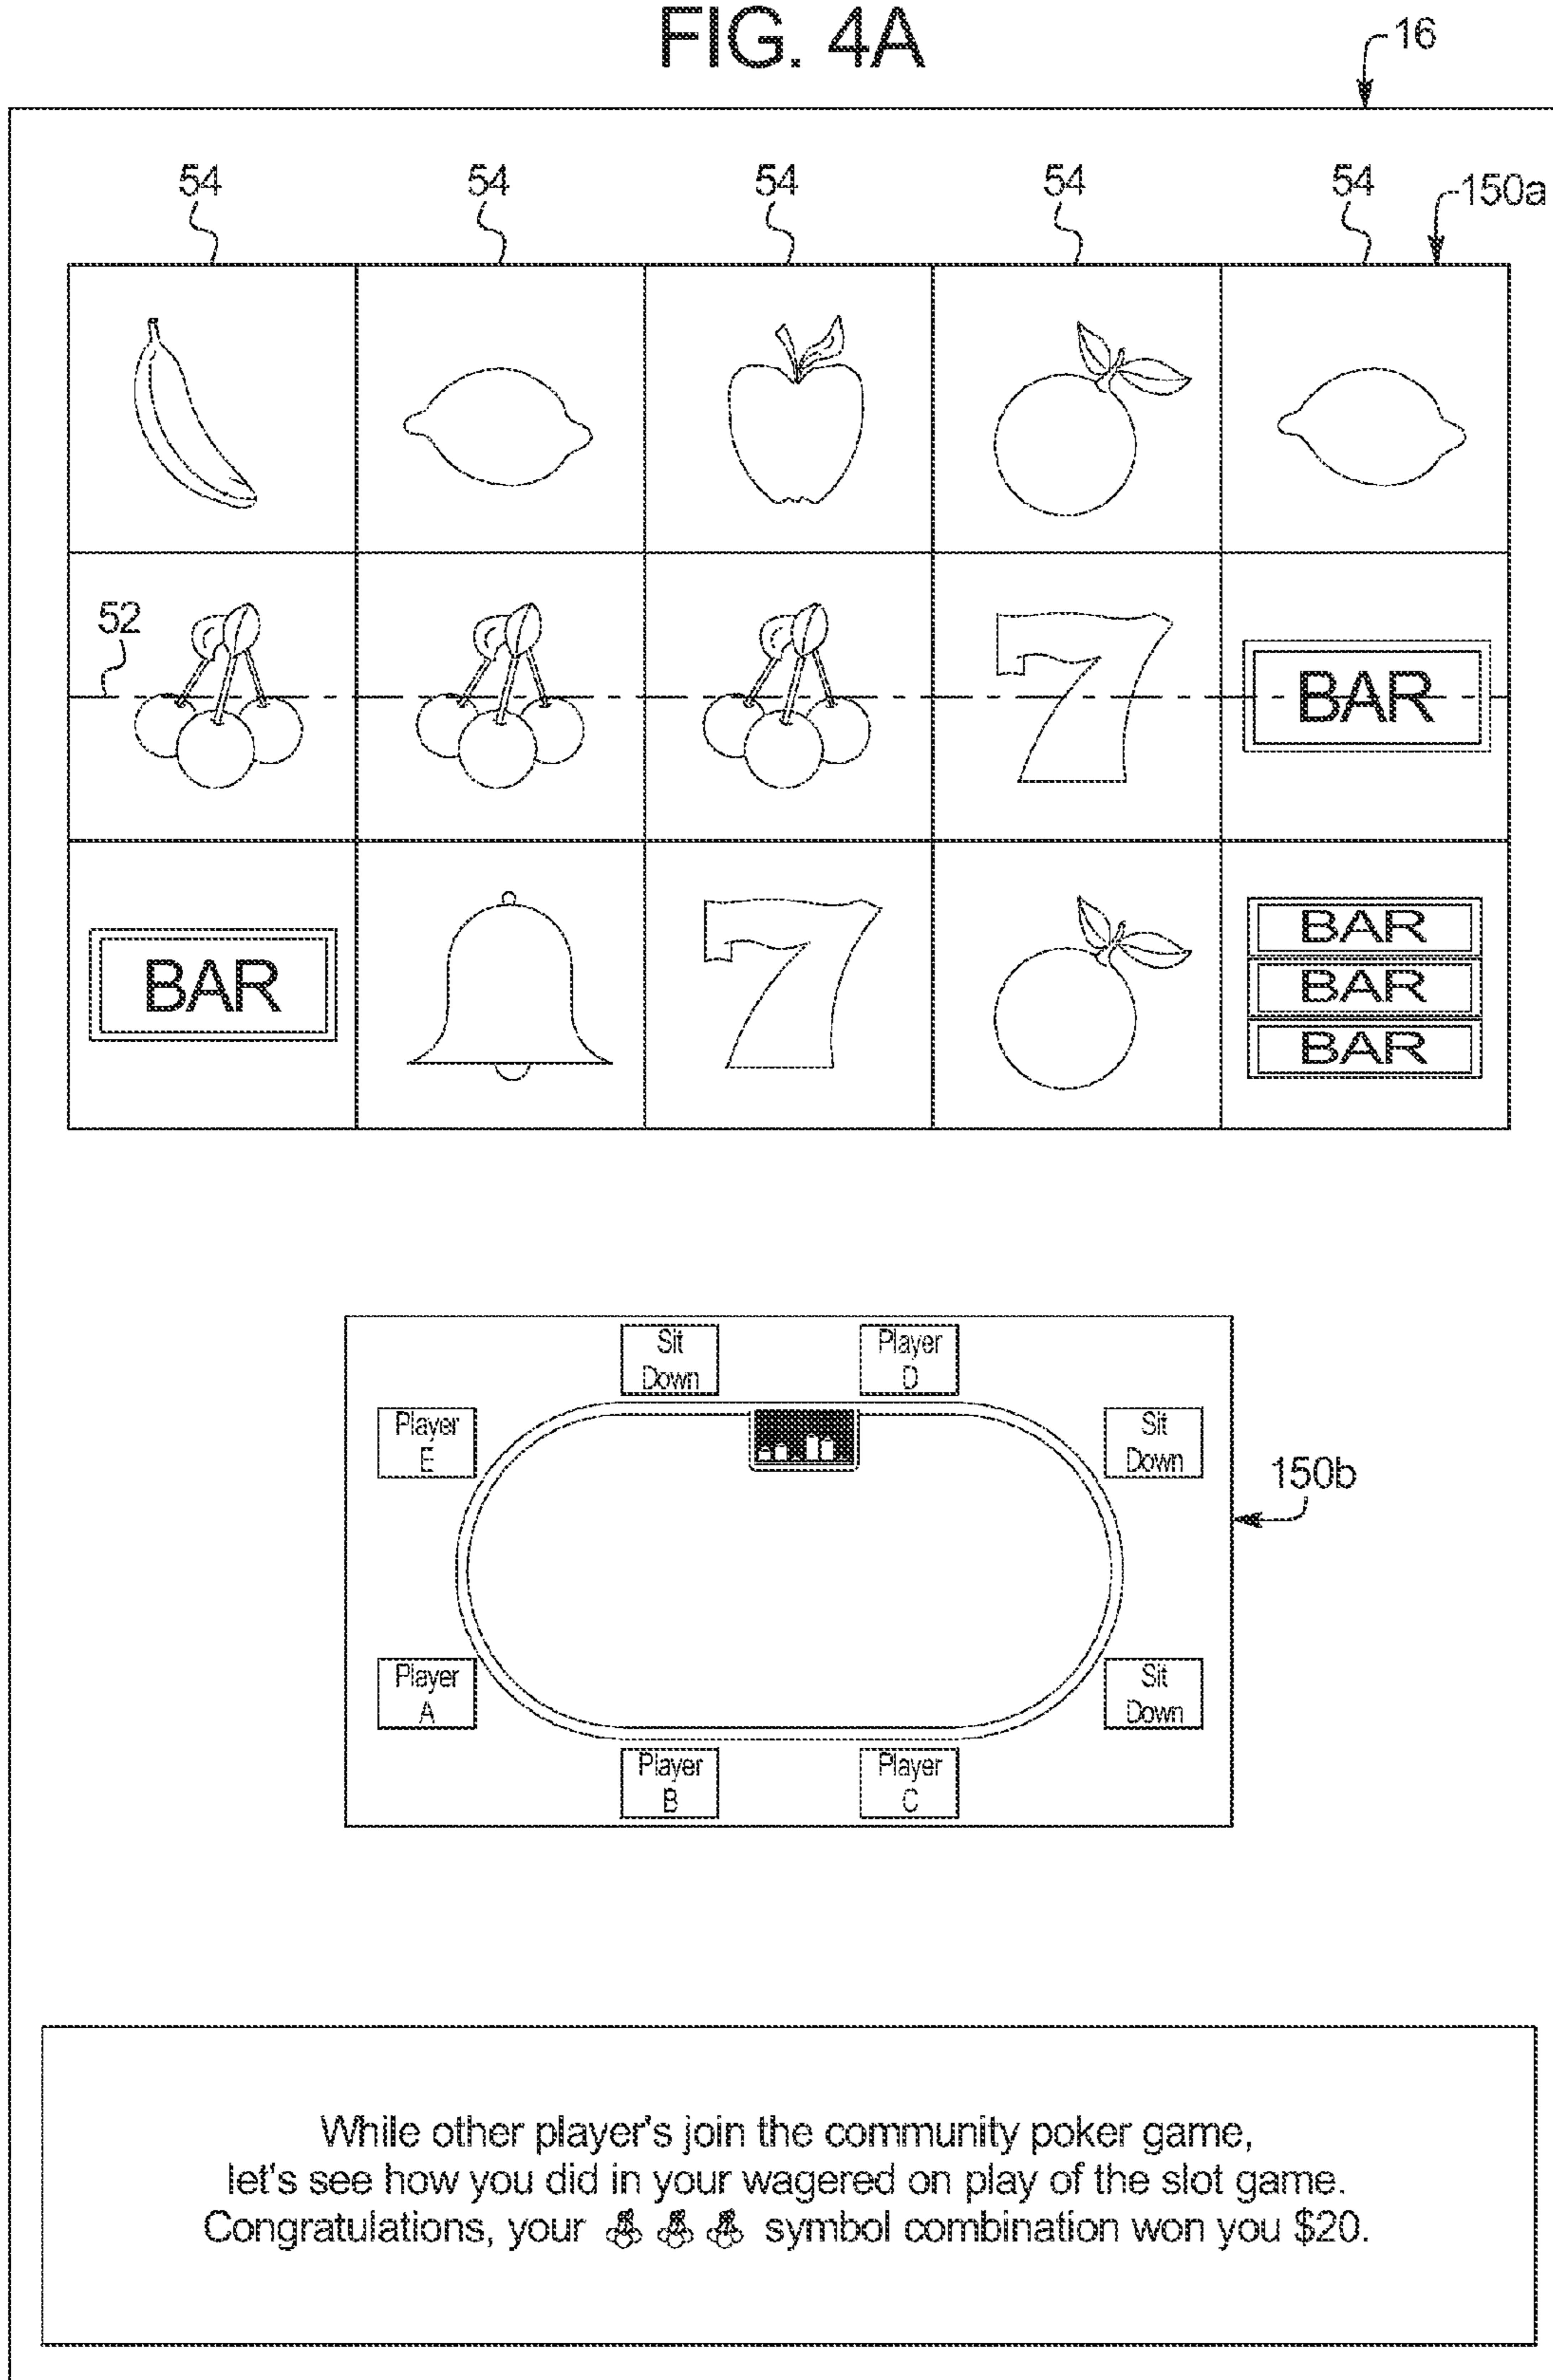 FIG. 4A
16
54 54 54 54 54 150a
52
7 BAR
BAR 7 BAR
BAR
BAR
Sit
Down
Player
D
Player
E
Sit
Down
150b
Player
A
Sit
Down
Player
B
Player
C
While other player's join the community poker game,
let's see how you did in your wagered on play of the slot game.
Congratulations, your symbol combination won you $20.